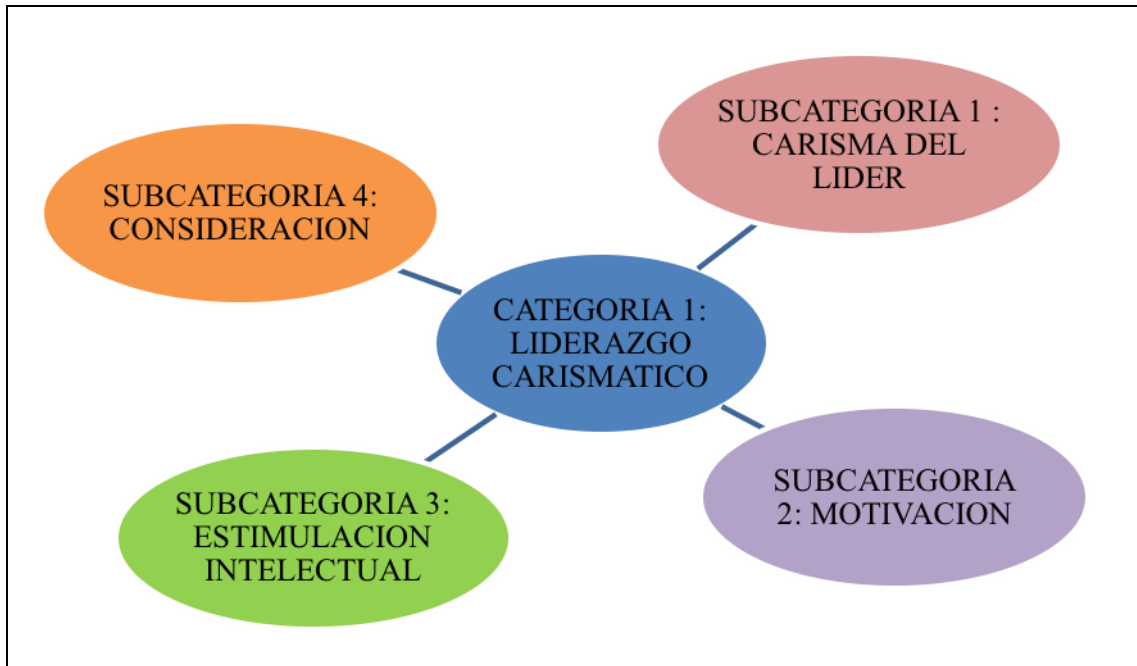 SUBCATEGORIA 1 :
CARISMA DEL
LIDER
SUBCATEGORIA 4:
CONSIDERACION
CATEGORIA 1:
LIDERAZGO
CARISMATICO
SUBCATEGORIA
2: MOTIVACION
SUBCATEGORIA 3:
ESTIMULACION
INTELECTUAL